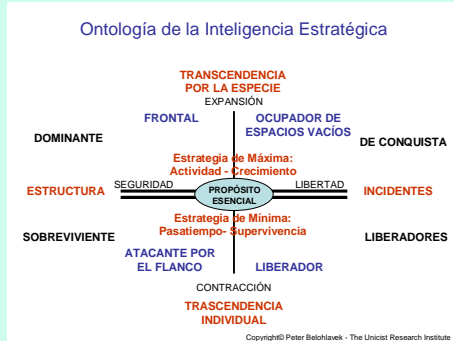 Ontología de la Inteligencia Estratégica
TRANSCENDENCIA
POR LA ESPECIE
EXPANSIÓN
FRONTAL
OCUPADOR DE
ESPACIOS VACÍOS
DOMINANTE
DE CONQUISTA
Estrategia de Máxima:
Actividad - Crecimiento
ESTRUCTURA
SEGURIDAD
PROPÓSITO
ESENCIAL
LIBERTAD
INCIDENTES
Estrategia de Mínima:
Pasatiempo- Supervivencia
SOBREVIVIENTE
LIBERADORES
ATACANTE POR
EL FLANCO
LIBERADOR
CONTRACCIÓN
TRASCENDENCIA
INDIVIDUAL
Copyright© Peter Belohlavek - The Unicist Research Institute